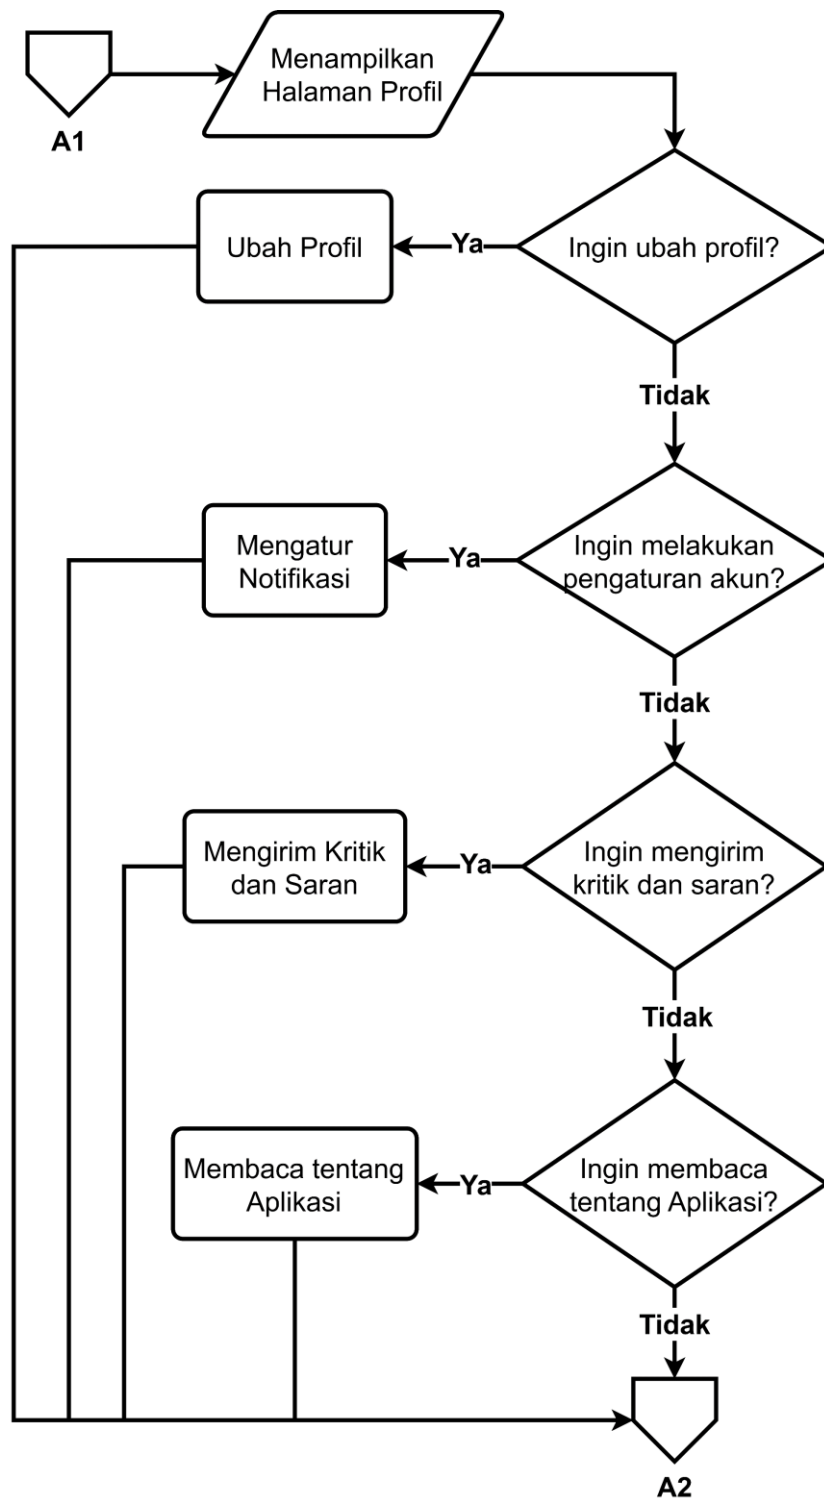 Menampilkan
Halaman Profil
A1
Ingin ubah profil?
Ya
Ubah Profil
Tidak
Ingin melakukan
pengaturan akun?
Ya
Mengatur
Notifikasi
Tidak
Ingin mengirim
kritik dan saran?
Ya
Mengirim Kritik
dan Saran
Tidak
Ingin membaca
tentang Aplikasi?
Ya
Membaca tentang
Aplikasi
Tidak
A2